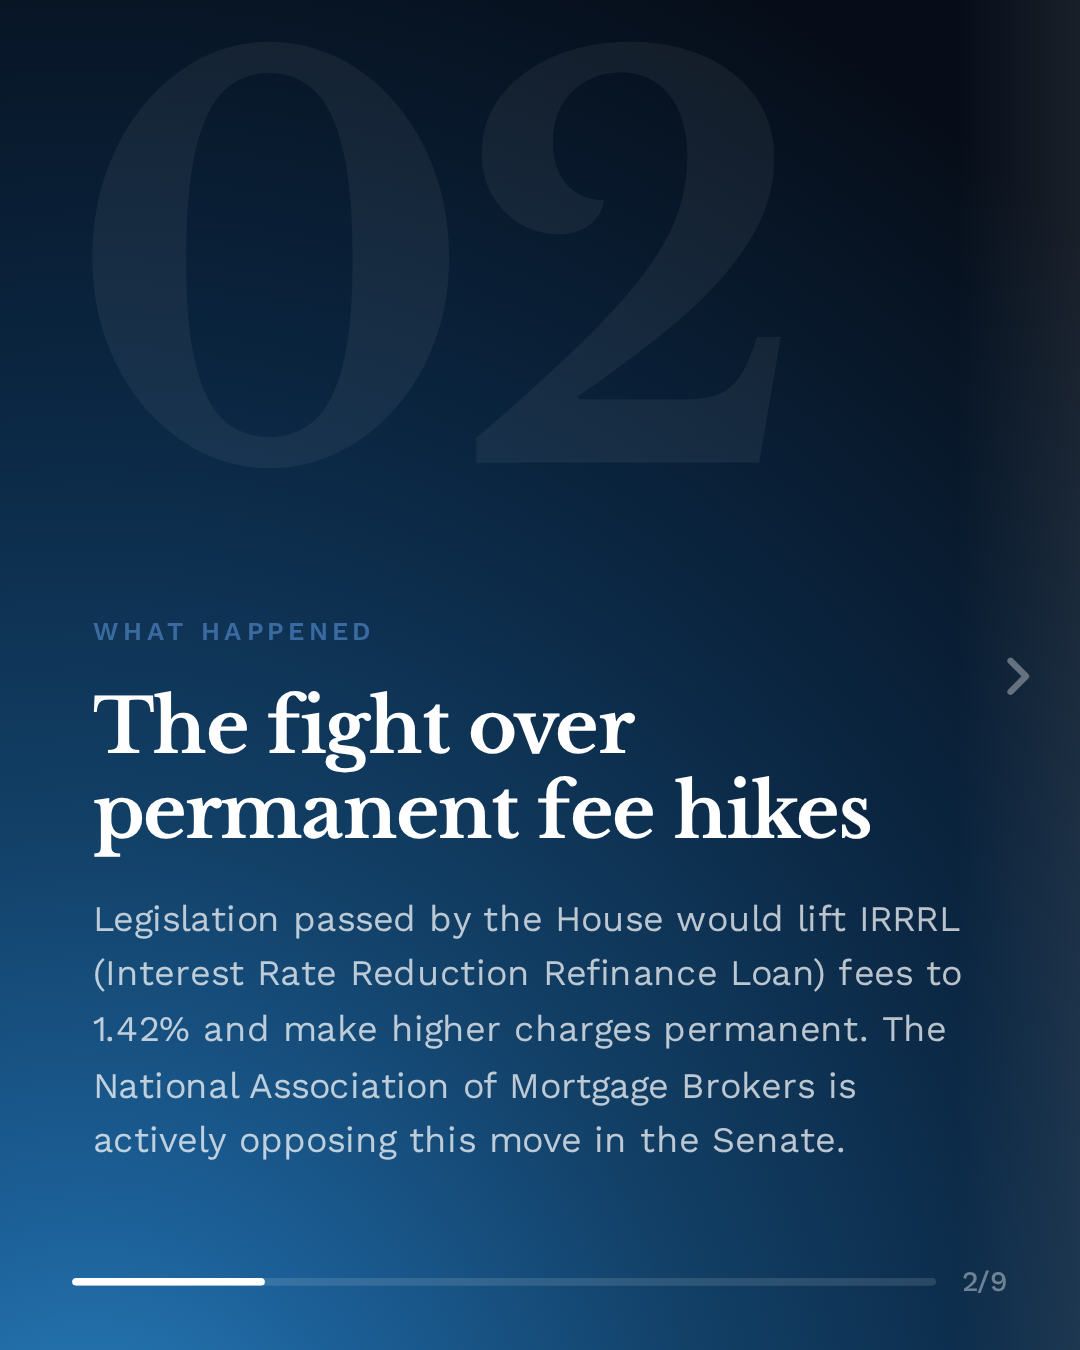 02
WHAT HAPPENED
The fight over
permanent fee hikes
Legislation passed by the House would lift IRRRL
(Interest Rate Reduction Refinance Loan) fees to
1.42% and make higher charges permanent. The
National Association of Mortgage Brokers is
actively opposing this move in the Senate.
2/9